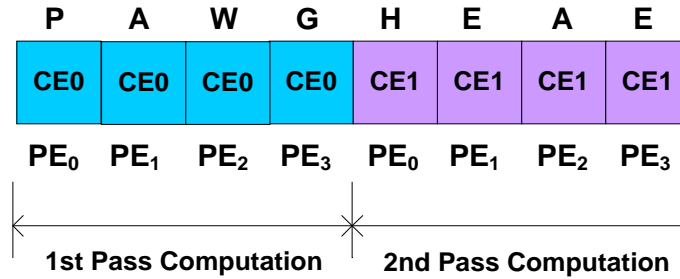 P A W G H E A E
CE0 CE0 CE0 CE0 CE1 CE1 CE1 CE1
PE₀ PE₁ PE₂ PE₃ PE₀ PE₁ PE₂ PE₃
1st Pass Computation 2nd Pass Computation